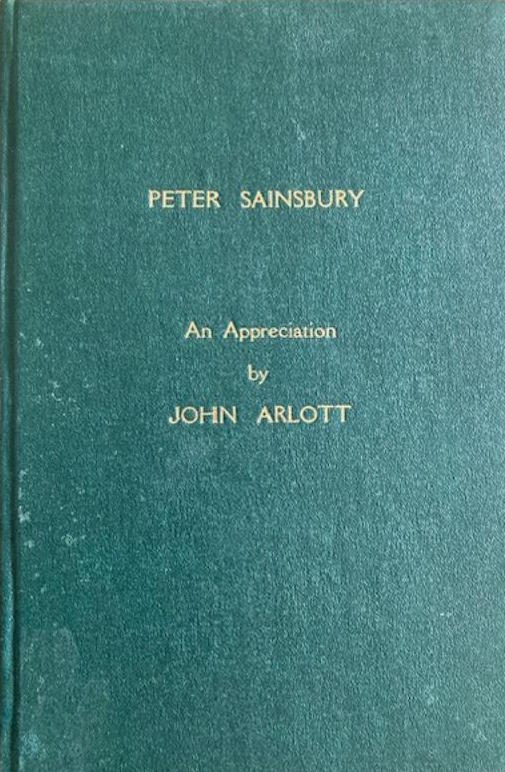 PETER SAINSBURY
An Appreciation
by
JOHN ARLOTT